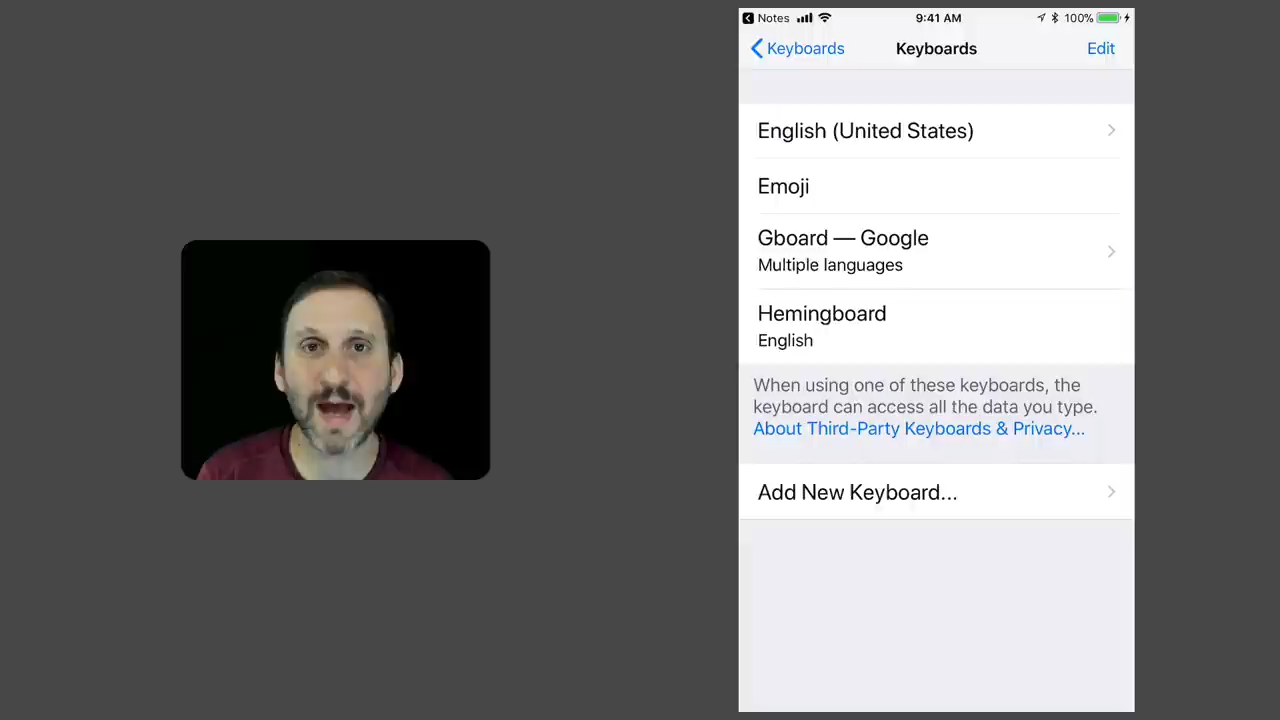 Notes 9:41 AM 100%
Keyboards Keyboards Edit
English (United States)
Emoji
Gboard — Google
Multiple languages
Hemingboard
English
When using one of these keyboards, the
keyboard can access all the data you type.
About Third-Party Keyboards & Privacy...
Add New Keyboard...